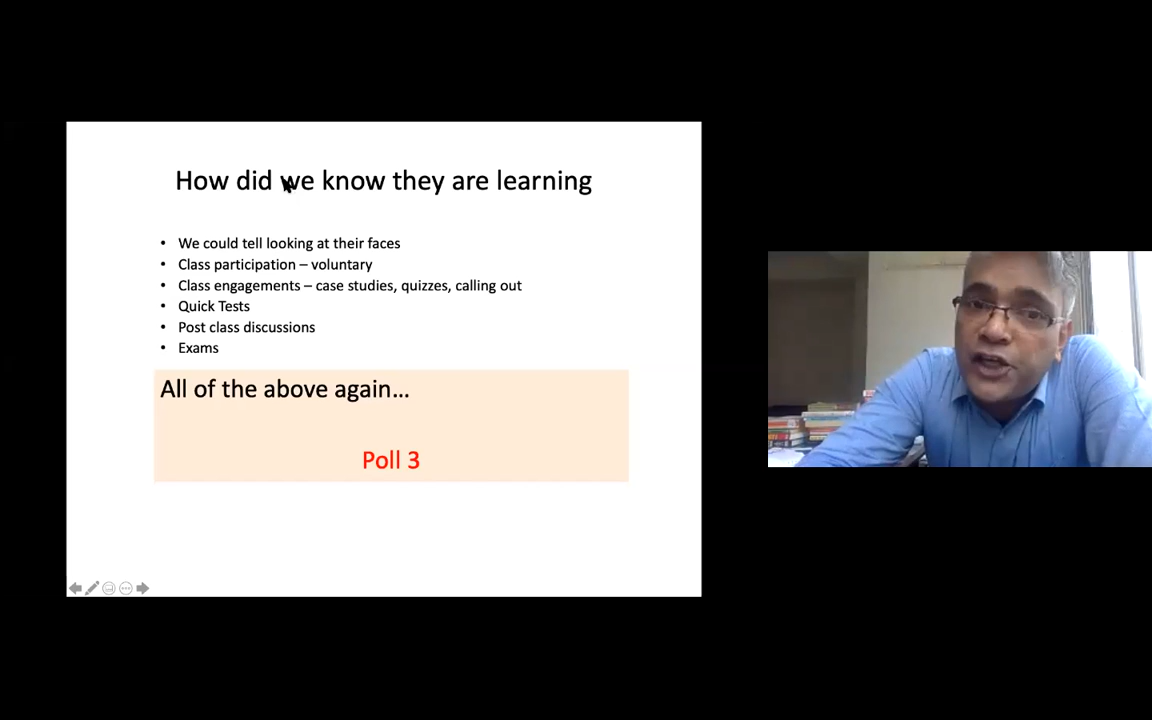 How did we know they are learning
• We could tell looking at their faces
• Class participation – voluntary
• Class engagements – case studies, quizzes, calling out
• Quick Tests
• Post class discussions
• Exams
All of the above again...
Poll 3